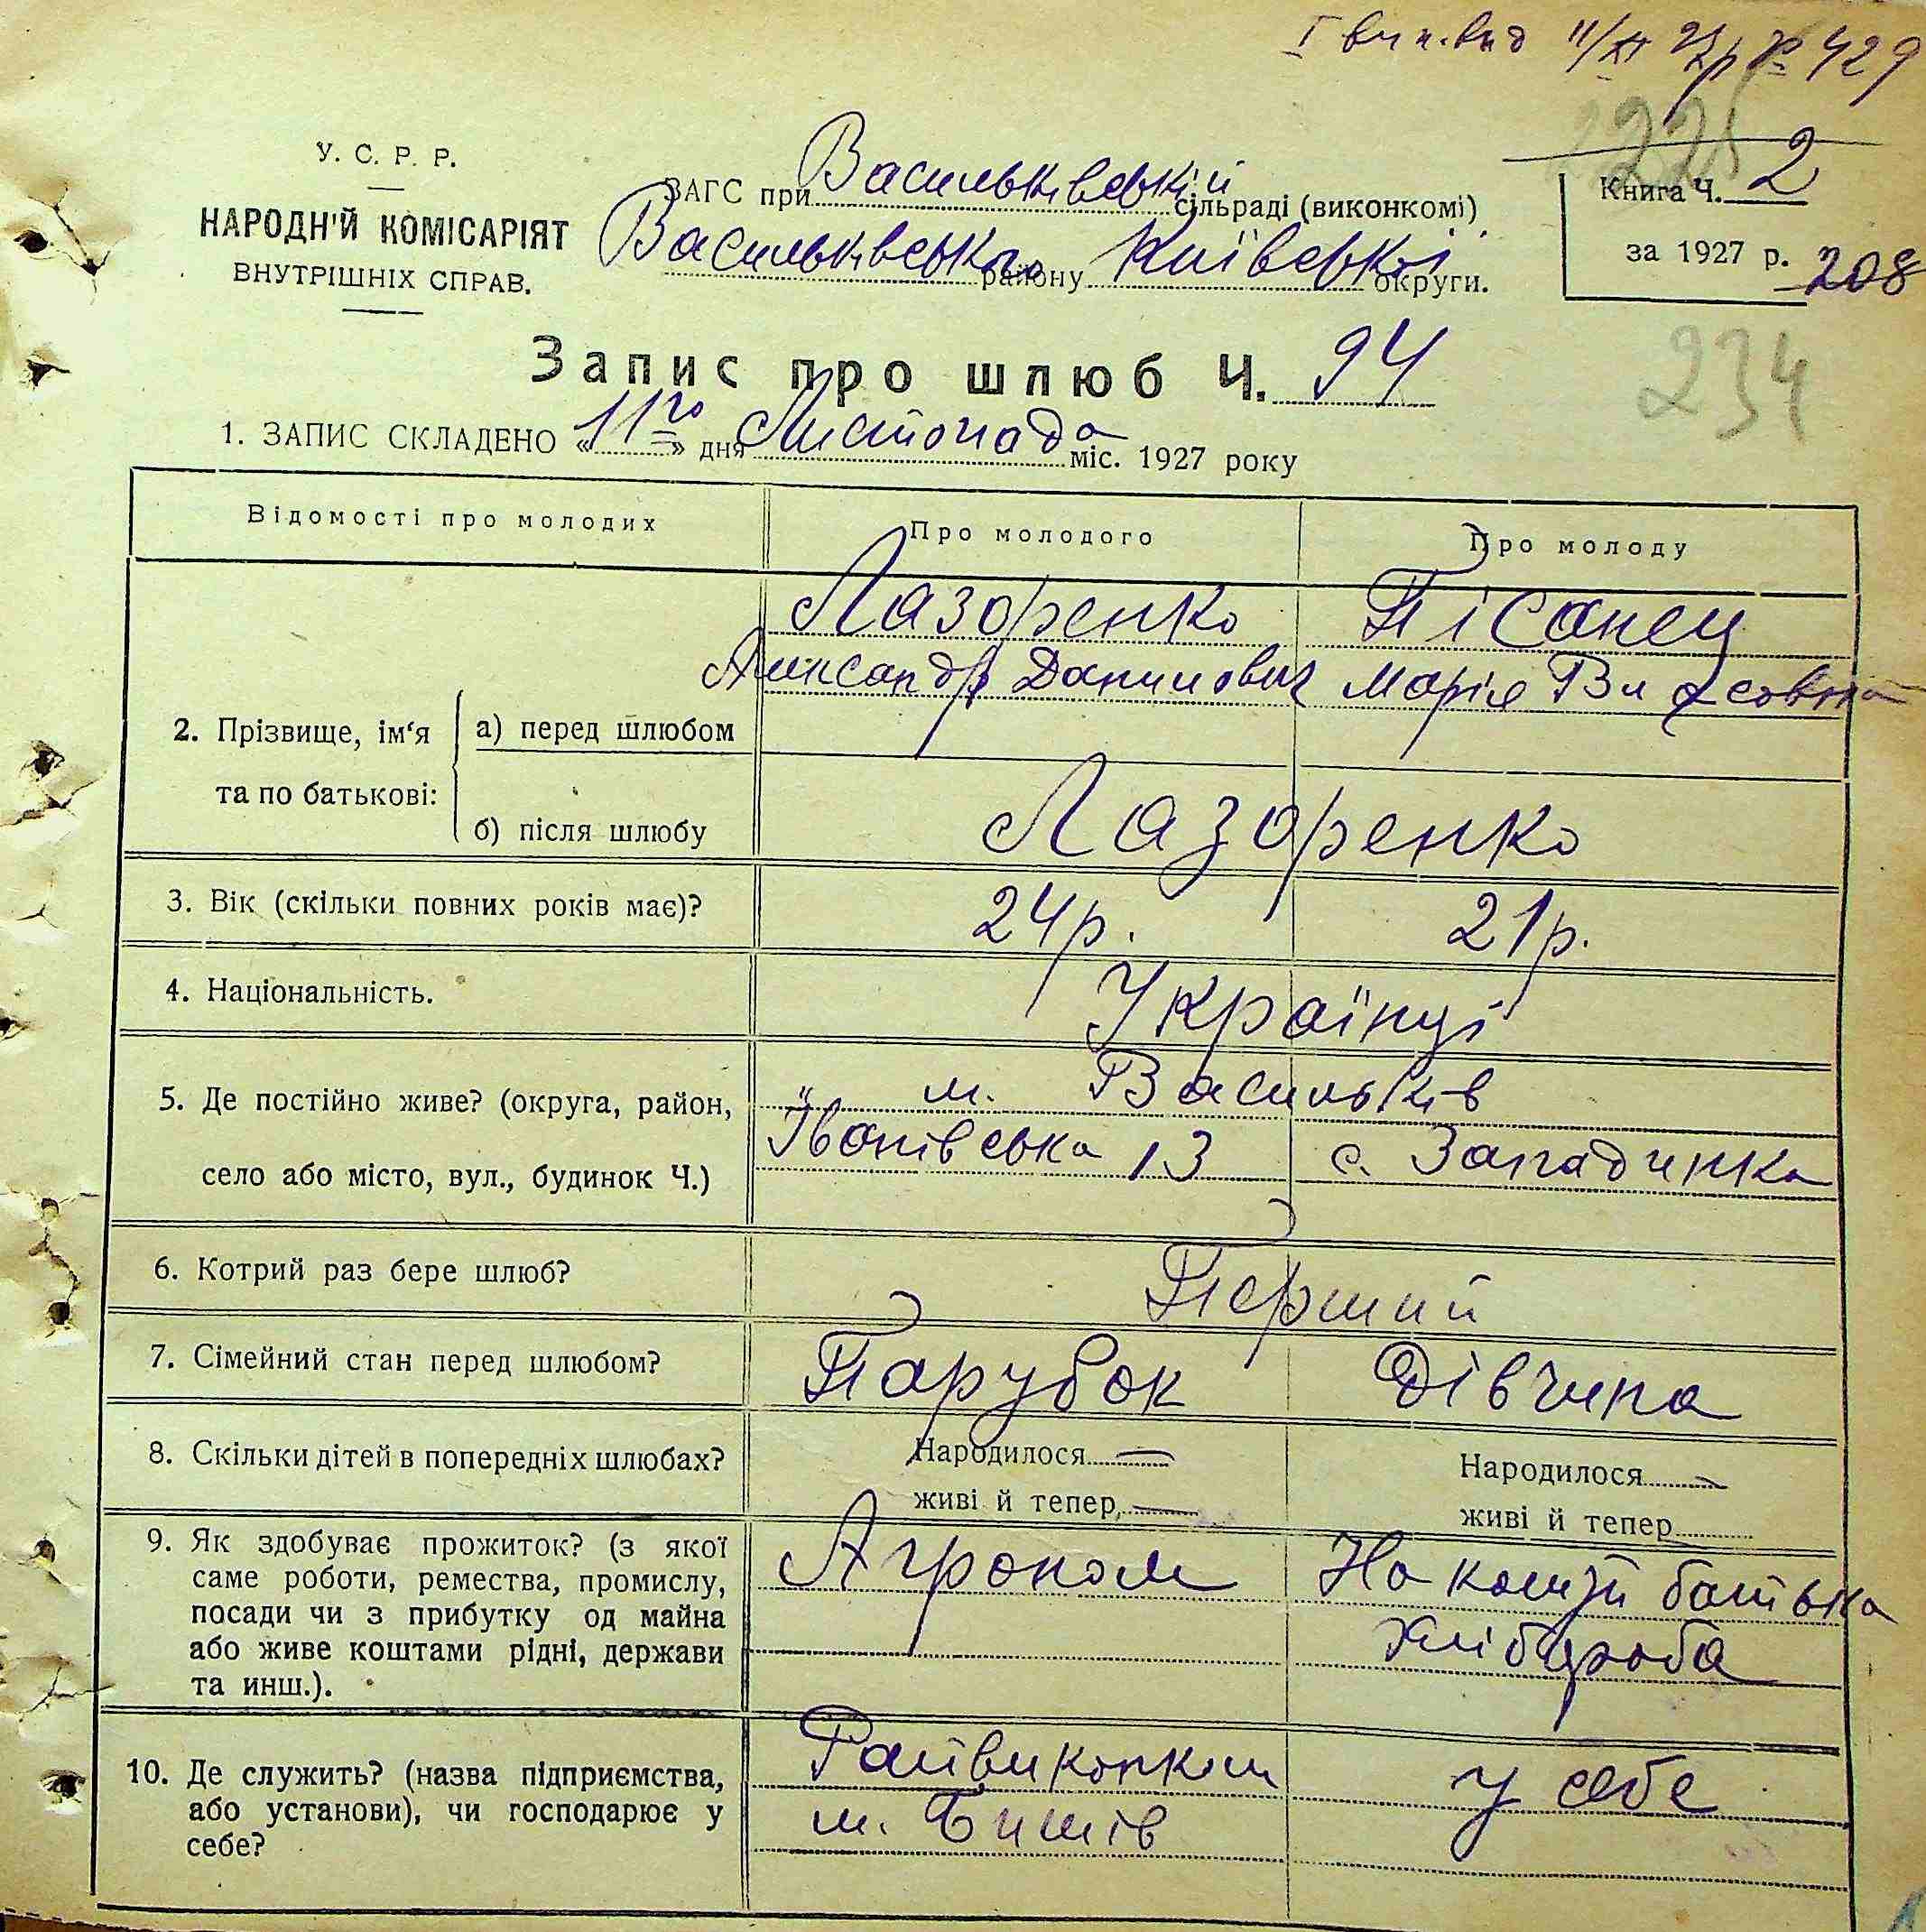 І вип. вид 11/XI 27р № 429
225
У. С. Р. Р.
НАРОДН'Й КОМІСАРІЯТ
ВНУТРІШНІХ СПРАВ.
ЗАГС при Васильківській сільраді (виконкомі)
Васильківського району Київської округи.
Книга Ч. 2
за 1927 р. 208
Запис про шлюб Ч. 94
234
1. ЗАПИС СКЛАДЕНО «11го» дня Листопада міс. 1927 року
Відомості про молодих Про молодого Про молоду
Лазоренко Пісанец
Александр Данилович Марія
2. Прізвище, ім‘я та по батькові: а) перед шлюбом
б) після шлюбу Лазоренко
3. Вік (скільки повних років має)? 24р. 21р.
4. Національність. Українці
5. Де постійно живе? (округа, район, м. Васильків
село або місто, вул., будинок Ч.) Іванівська 13 с. Западинка
6. Котрий раз бере шлюб? Перший
7. Сімейний стан перед шлюбом? Парубок Дівчина
8. Скільки дітей в попередніх шлюбах? Народилося — Народилося —
живі й тепер — живі й тепер
9. Як здобуває прожиток? (з якої Агроном На кошті батька
саме роботи, ремества, промислу, хлібороба
посади чи з прибутку од майна
або живе коштами рідні, держави
та инш.).
10. Де служить? (назва підприємства, Райвиконком у себе
або установи), чи господарює у м. Бишів
себе?